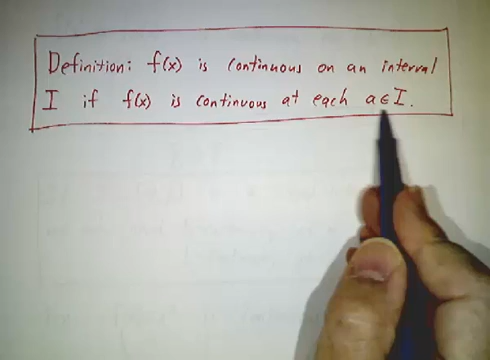 Definition: f(x) is continuous on an interval
I if f(x) is continuous at each a ∈ I.